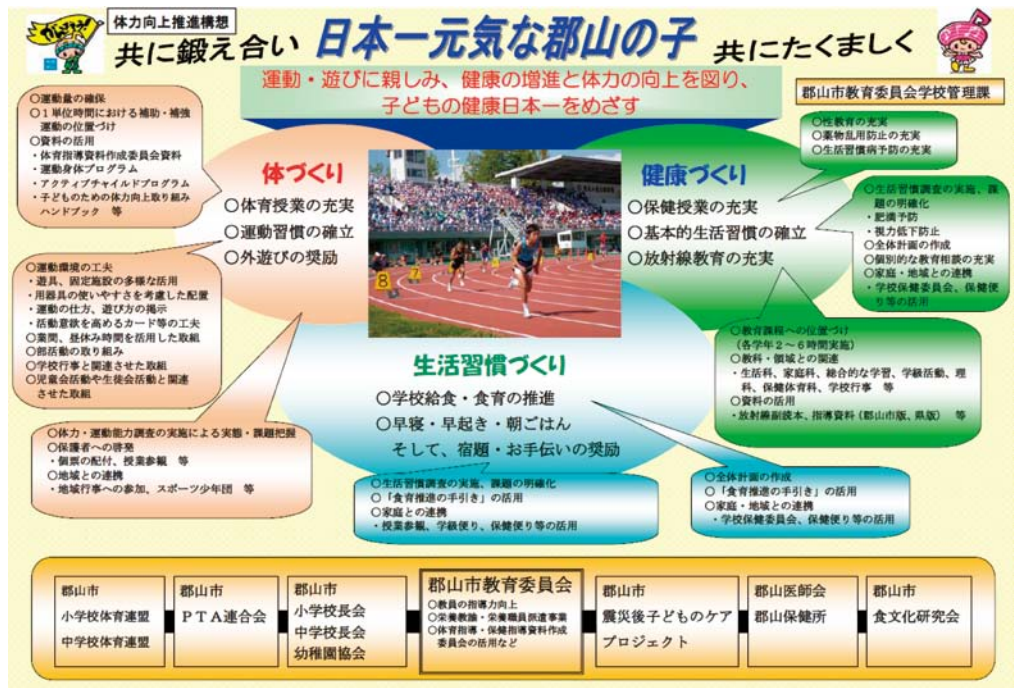 がんばろう!
体力向上推進構想
共に鍛え合い 日本一元気な郡山の子 共にたくましく
運動・遊びに親しみ、健康の増進と体力の向上を図り、
子どもの健康日本一をめざす
郡山市教育委員会学校管理課
○運動量の確保
○1単位時間における補助・補強
運動の位置づけ
○資料の活用
・体育指導資料作成委員会資料
・運動身体プログラム
・アクティブチャイルドプログラム
・子どものための体力向上取り組み
ハンドブック 等
体づくり
○体育授業の充実
○運動習慣の確立
○外遊びの奨励
健康づくり
○保健授業の充実
○基本的生活習慣の確立
○放射線教育の充実
○性教育の充実
○薬物乱用防止の充実
○生活習慣病予防の充実
○生活習慣調査の実施、課
題の明確化
・肥満予防
・視力低下防止
○全体計画の作成
○個別的な教育相談の充実
○家庭・地域との連携
・学校保健委員会、保健便
り等の活用
○運動環境の工夫
・遊具、固定施設の多様な活用
・用器具の使いやすさを考慮した配置
・運動の仕方、遊び方の掲示
・活動意欲を高めるカード等の工夫
○業間、昼休み時間を活用した取組
○部活動の取り組み
○学校行事と関連させた取組
○児童会活動や生徒会活動と関連
させた取組
8
7
○教育課程への位置づけ
(各学年2~6時間実施)
○教科・領域との関連
・生活科、家庭科、総合的な学習、学級活動、理
科、保健体育科、学校行事 等
○資料の活用
・放射線副読本、指導資料(郡山市版、県版) 等
生活習慣づくり
○学校給食・食育の推進
○早寝・早起き・朝ごはん
そして、宿題・お手伝いの奨励
○体力・運動能力調査の実施による実態・課題把握
○保護者への啓発
・個票の配付、授業参観 等
○地域との連携
・地域行事への参加、スポーツ少年団 等
○生活習慣調査の実施、課題の明確化
○「食育推進の手引き」の活用
○家庭との連携
・授業参観、学級便り、保健便り等の活用
○全体計画の作成
○「食育推進の手引き」の活用
○家庭・地域との連携
・学校保健委員会、保健便り等の活用
郡山市
小学校体育連盟
中学校体育連盟
郡山市
PTA連合会
郡山市
小学校長会
中学校長会
幼稚園協会
郡山市教育委員会
○教員の指導力向上
○栄養教諭・栄養職員派遣事業
○体育指導・保健指導資料作成
委員会の活用など
郡山市
震災後子どものケア
プロジェクト
郡山医師会
郡山保健所
郡山市
食文化研究会